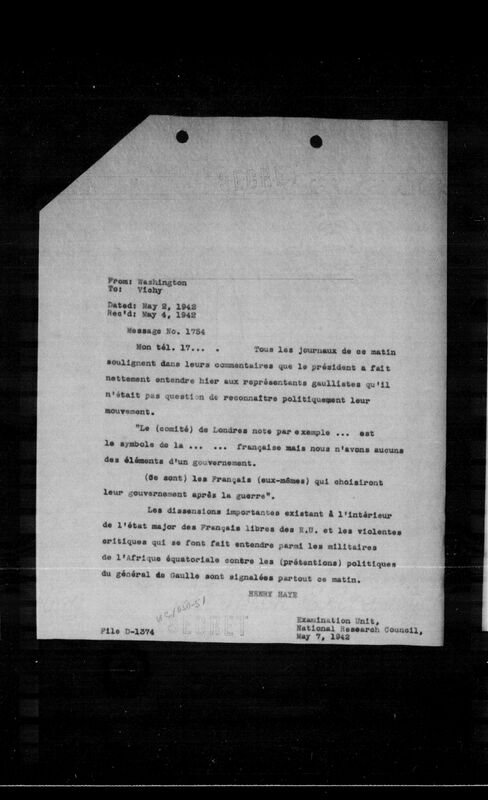 From: Washington
To: Vichy
Dated: May 2, 1942
Rec'd: May 4, 1942
Message No. 1754
Mon tél. 17... . Tous les journaux de ce matin
soulignent dans leurs commentaires que le président a fait
nettement entendre hier aux représentants gaullistes qu'il
n'était pas question de reconnaître politiquement leur
mouvement.
"Le (comité) de Londres note par exemple ... est
le symbole de la ... ... française mais nous n'avons aucuns
des éléments d'un gouvernement.
(Ce sont) les Français (eux-mêmes) qui choisiront
leur gouvernement après la guerre".
Les dissensions importantes existant à l'intérieur
de l'état major des Français libres des E.U. et les violentes
critiques qui se font fait entendre parmi les militaires
de l'Afrique équatoriale contre les (prétentions) politiques
du général de Gaulle sont signalées partout ce matin.
HENRY HAYE
SECRET
File D-1374
Examination Unit,
National Research Council,
May 7, 1942